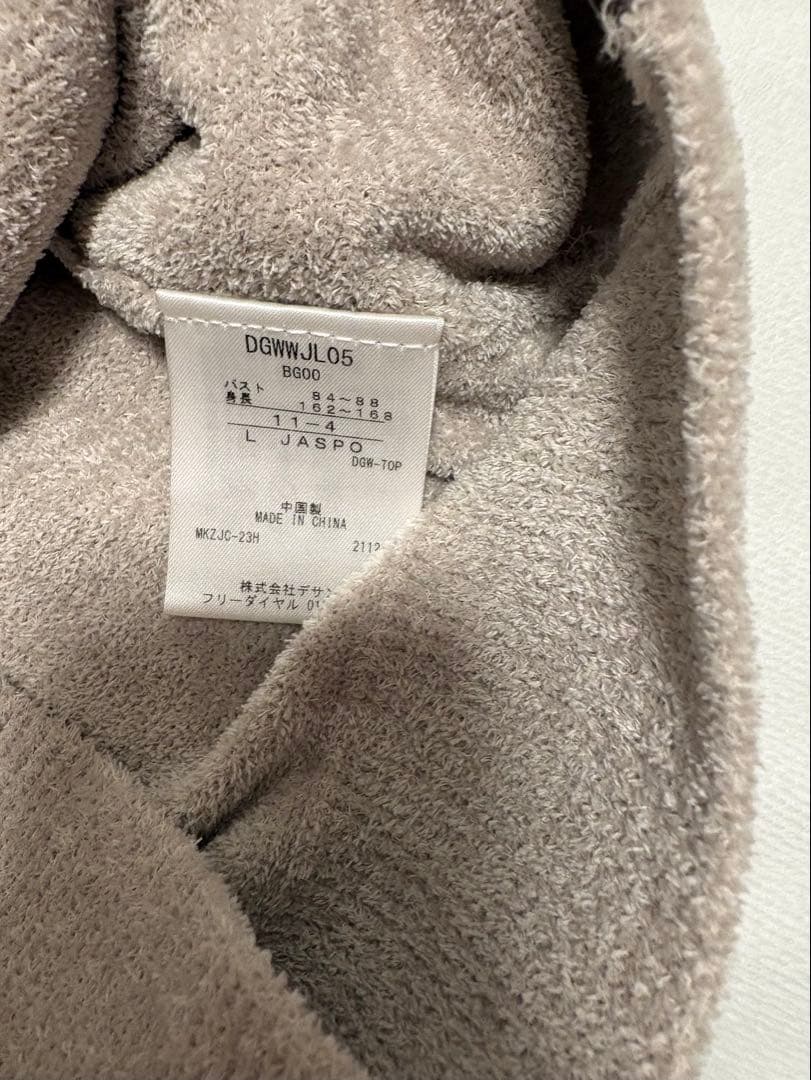 DGWWJL05
BG00
バスト 84～88
身長 162～168
11－4
L JASPO
DGW-TOP
中国製
MADE IN CHINA
MKZJC-23H 2112
株式会社デサン
フリーダイヤル 01